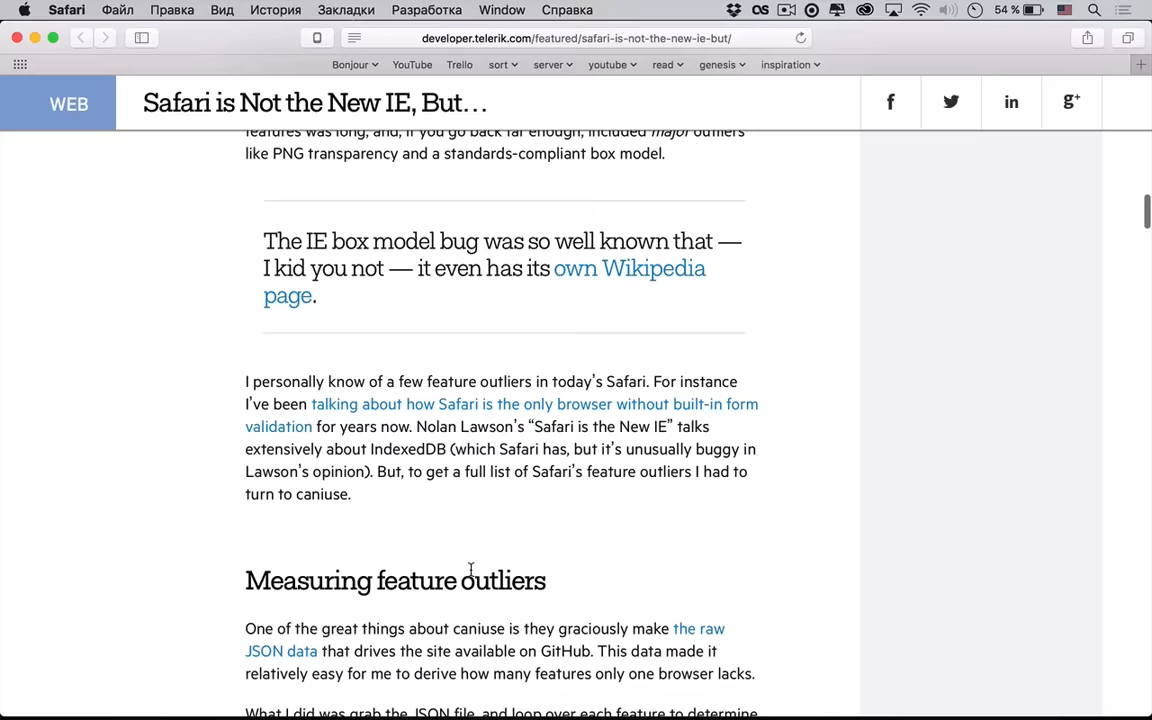 Safari Файл Правка Вид История Закладки Разработка Window Справка 54 %
developer.telerik.com/featured/safari-is-not-the-new-ie-but/
Bonjour YouTube Trello sort server youtube read genesis inspiration
WEB Safari is Not the New IE, But… f in g+
features was long, and, if you go back far enough, included major outliers
like PNG transparency and a standards-compliant box model.
The IE box model bug was so well known that —
I kid you not — it even has its own Wikipedia
page.
I personally know of a few feature outliers in today's Safari. For instance
I've been talking about how Safari is the only browser without built-in form
validation for years now. Nolan Lawson's “Safari is the New IE” talks
extensively about IndexedDB (which Safari has, but it's unusually buggy in
Lawson's opinion). But, to get a full list of Safari's feature outliers I had to
turn to caniuse.
Measuring feature outliers
One of the great things about caniuse is they graciously make the raw
JSON data that drives the site available on GitHub. This data made it
relatively easy for me to derive how many features only one browser lacks.
What I did was grab the JSON file, and loop over each feature to determine